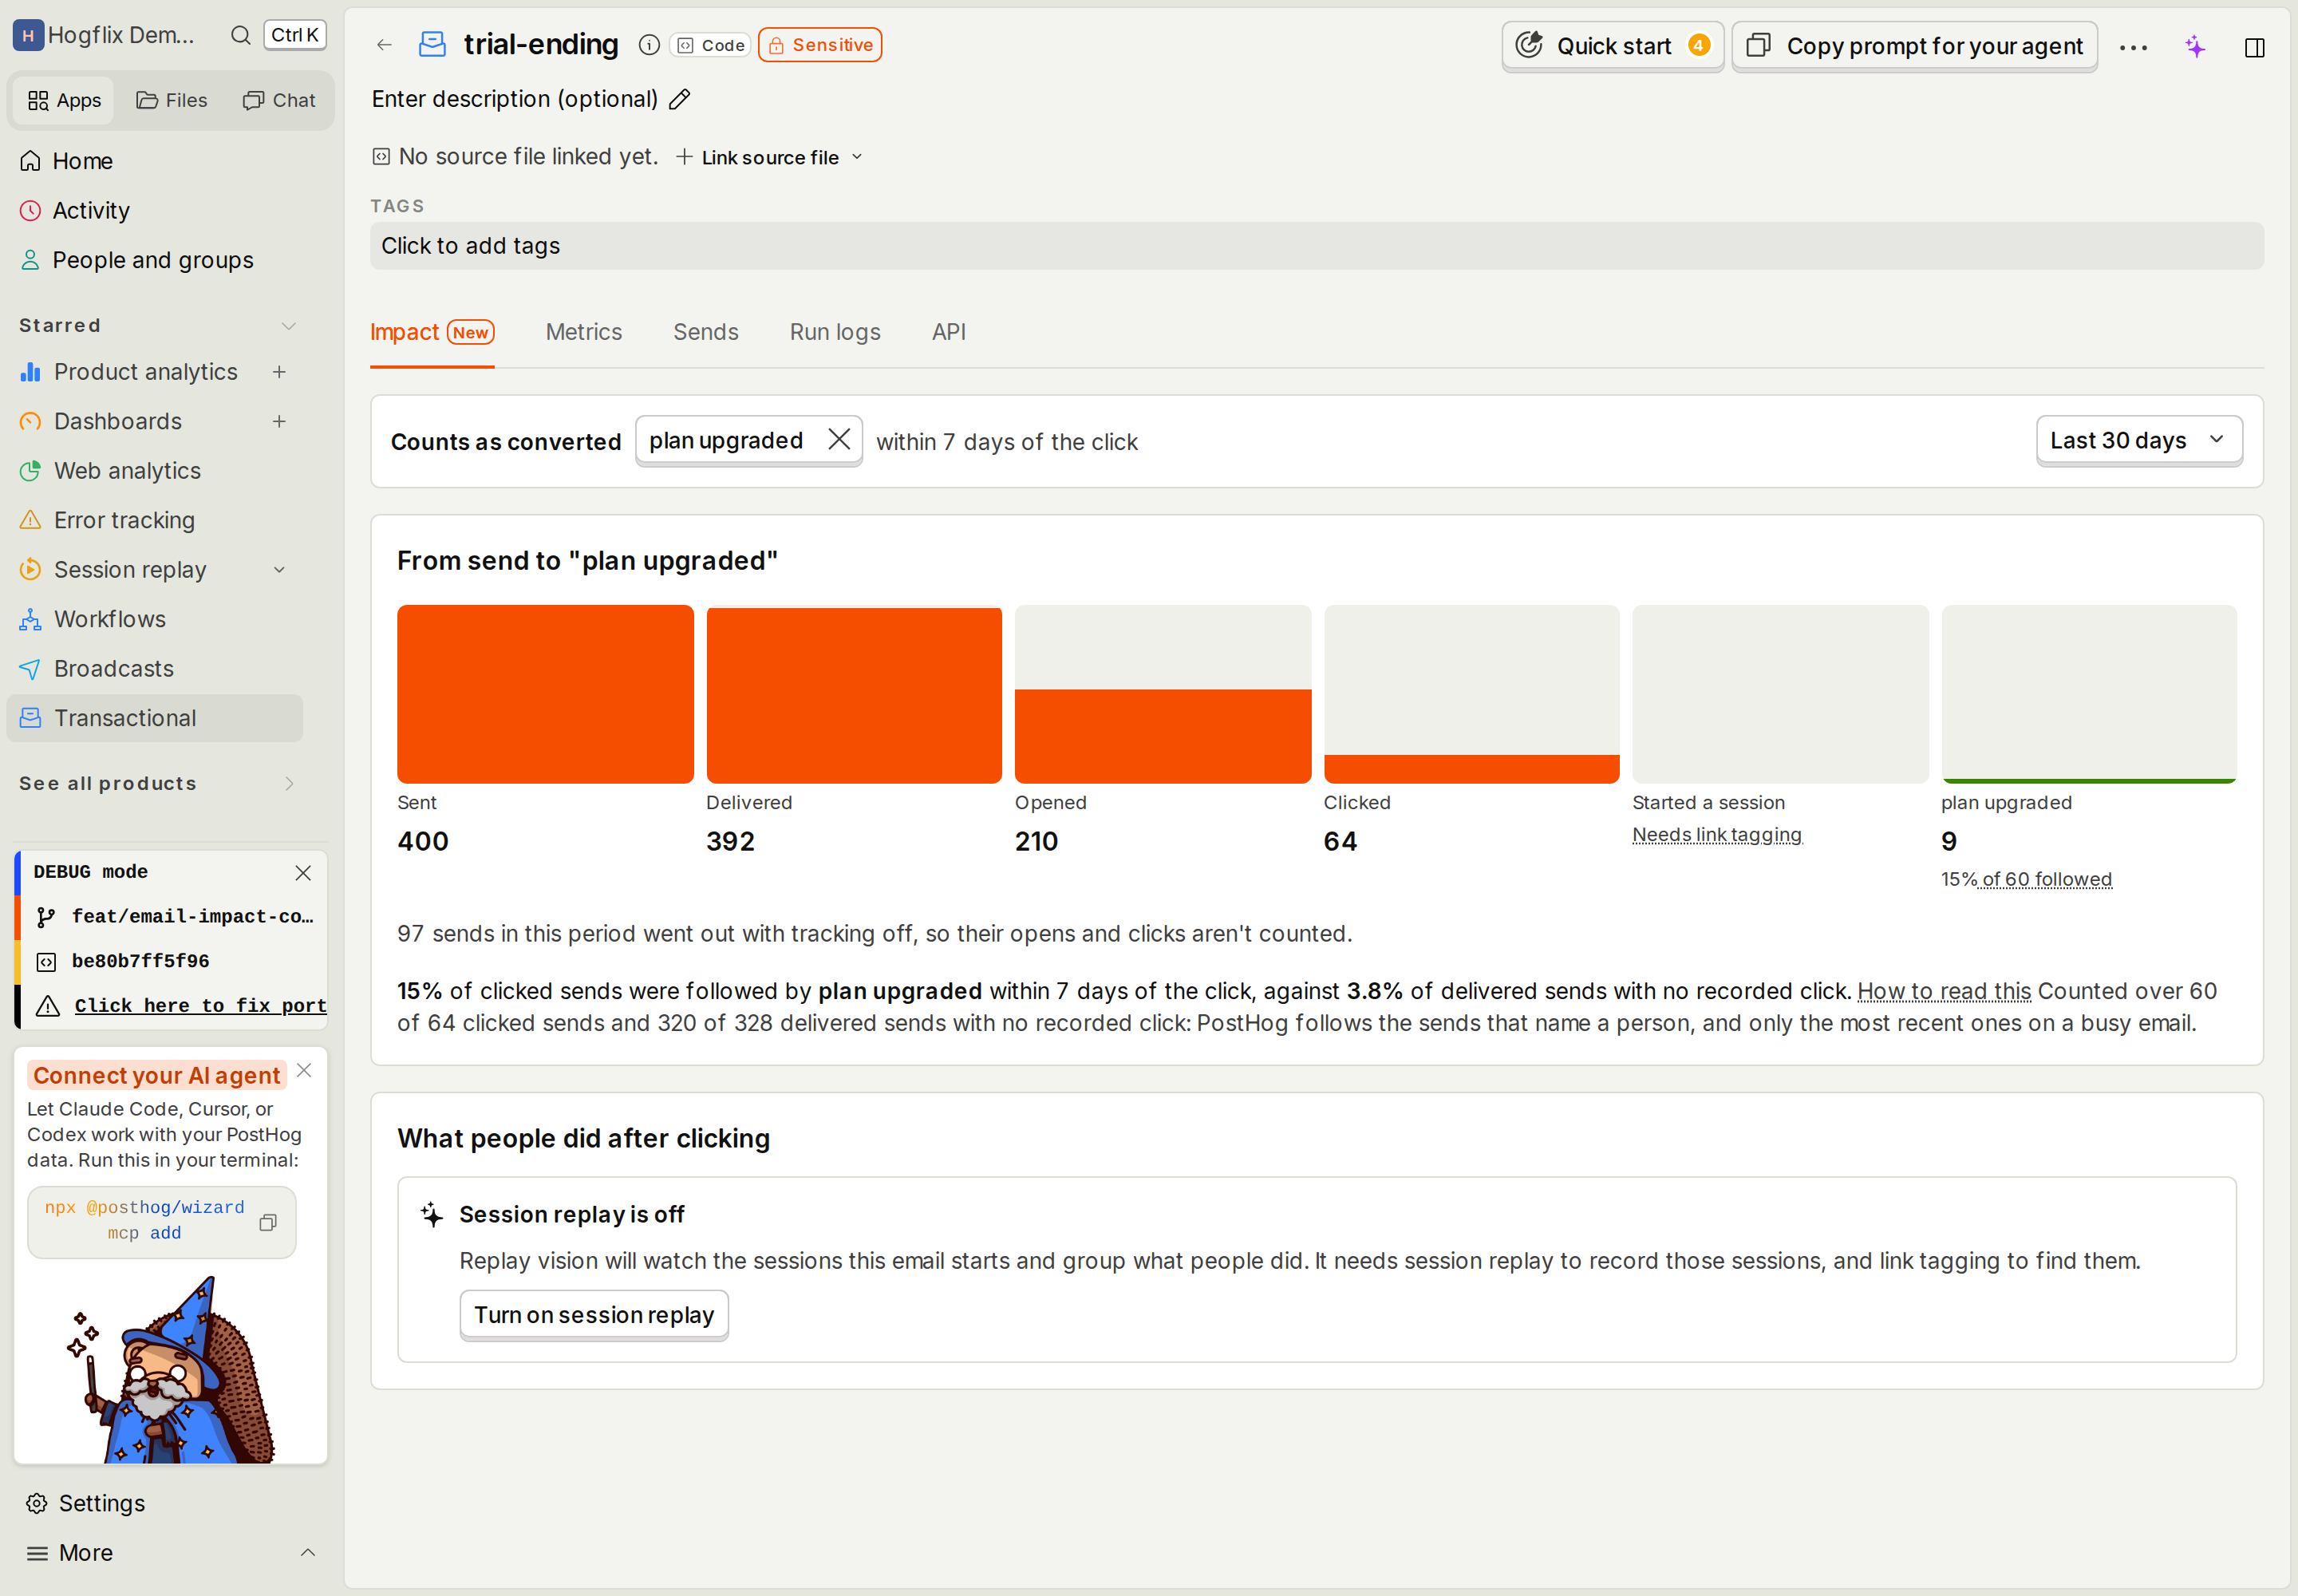 H Hogflix Dem... Ctrl K
Apps Files Chat
Home
Activity
People and groups
Starred
Product analytics
Dashboards
Web analytics
Error tracking
Session replay
Workflows
Broadcasts
Transactional
See all products
DEBUG mode
feat/email-impact-co...
be80b7ff5f96
Click here to fix port
Connect your AI agent
Let Claude Code, Cursor, or
Codex work with your PostHog
data. Run this in your terminal:
npx @posthog/wizard
mcp add
Settings
More
trial-ending Code Sensitive
Quick start 4 Copy prompt for your agent
Enter description (optional)
No source file linked yet. Link source file
TAGS
Click to add tags
Impact New Metrics Sends Run logs API
Counts as converted plan upgraded within 7 days of the click Last 30 days
From send to "plan upgraded"
Sent Delivered Opened Clicked Started a session plan upgraded
400 392 210 64 Needs link tagging 9
15% of 60 followed
97 sends in this period went out with tracking off, so their opens and clicks aren't counted.
15% of clicked sends were followed by plan upgraded within 7 days of the click, against 3.8% of delivered sends with no recorded click. How to read this Counted over 60
of 64 clicked sends and 320 of 328 delivered sends with no recorded click: PostHog follows the sends that name a person, and only the most recent ones on a busy email.
What people did after clicking
Session replay is off
Replay vision will watch the sessions this email starts and group what people did. It needs session replay to record those sessions, and link tagging to find them.
Turn on session replay